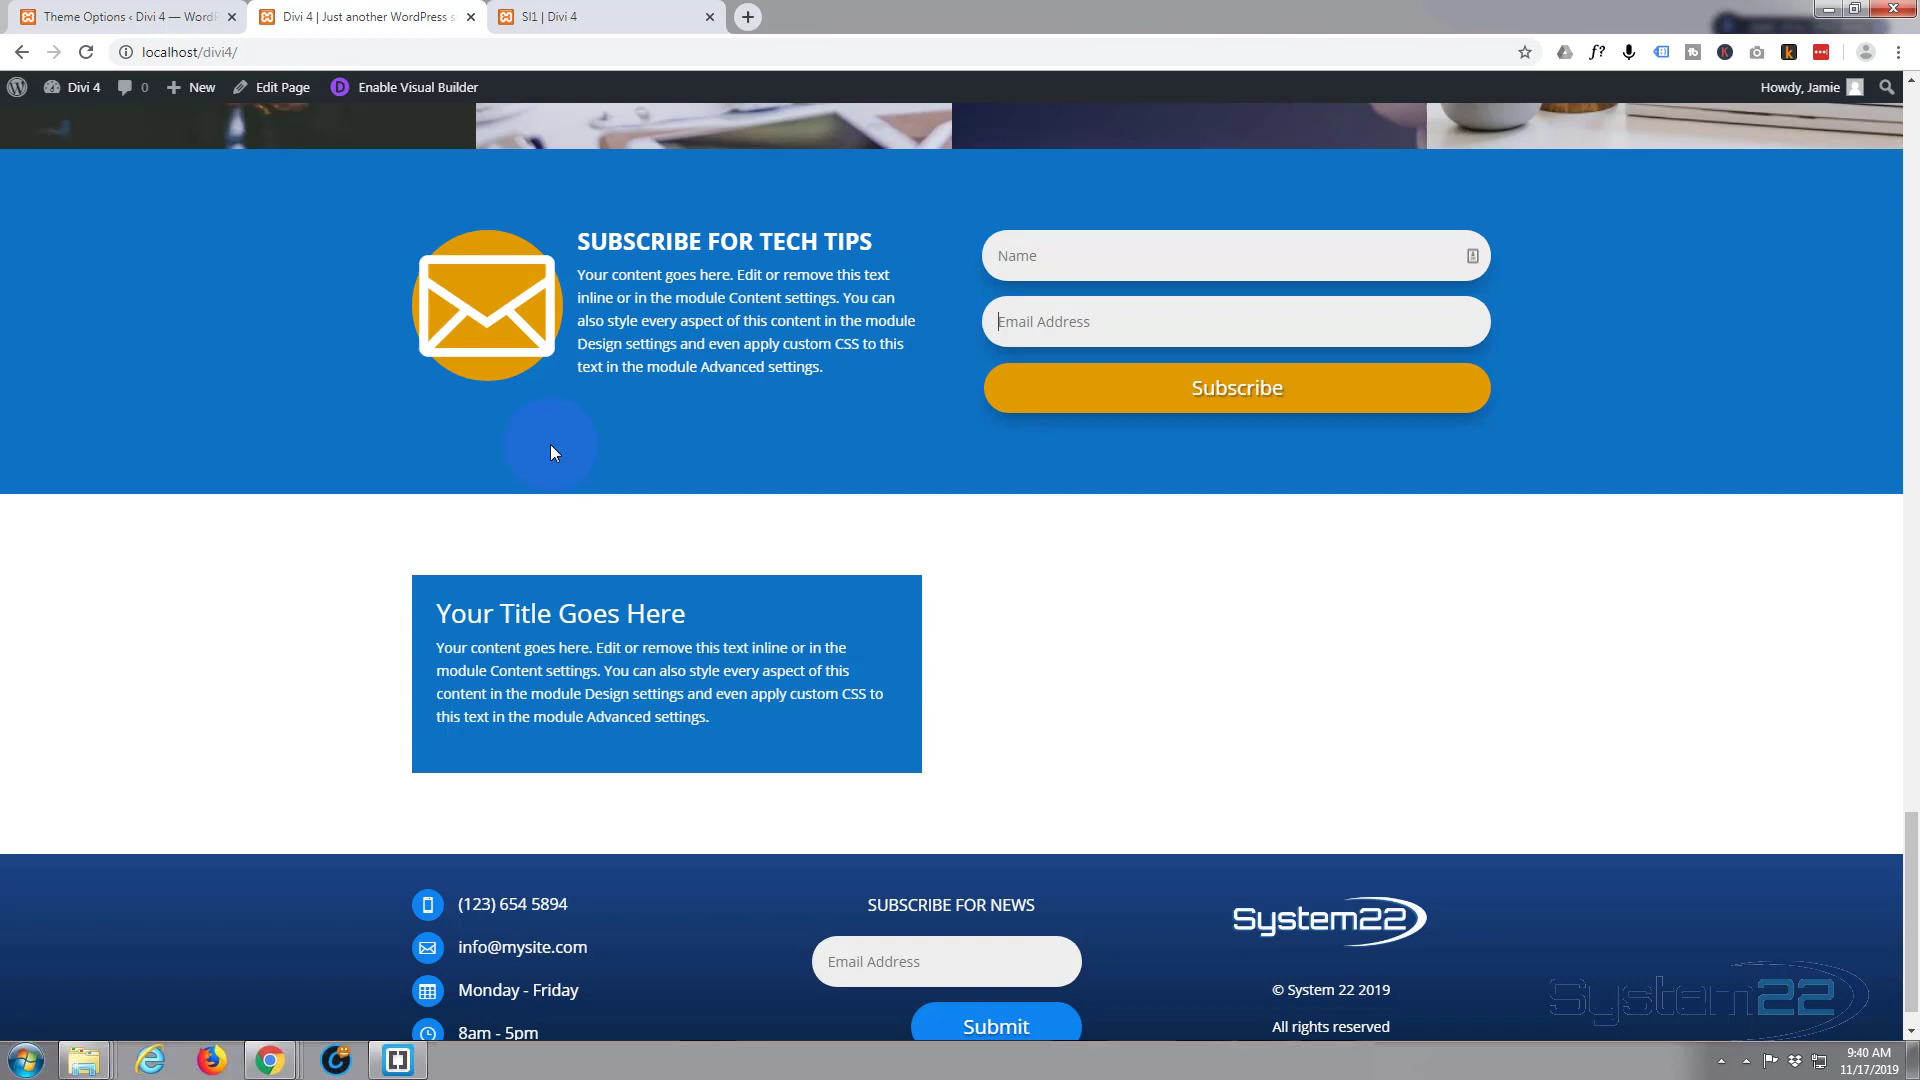 Theme Options ‹ Divi 4 — WordP
Divi 4 | Just another WordPress s
SI1 | Divi 4
localhost/divi4/
Divi 4
0
New
Edit Page
Enable Visual Builder
Howdy, Jamie
SUBSCRIBE FOR TECH TIPS
Your content goes here. Edit or remove this text
inline or in the module Content settings. You can
also style every aspect of this content in the module
Design settings and even apply custom CSS to this
text in the module Advanced settings.
Name
Email Address
Subscribe
Your Title Goes Here
Your content goes here. Edit or remove this text inline or in the
module Content settings. You can also style every aspect of this
content in the module Design settings and even apply custom CSS to
this text in the module Advanced settings.
(123) 654 5894
info@mysite.com
Monday - Friday
8am - 5pm
SUBSCRIBE FOR NEWS
Email Address
Submit
System22
© System 22 2019
All rights reserved
System22
9:40 AM
11/17/2019